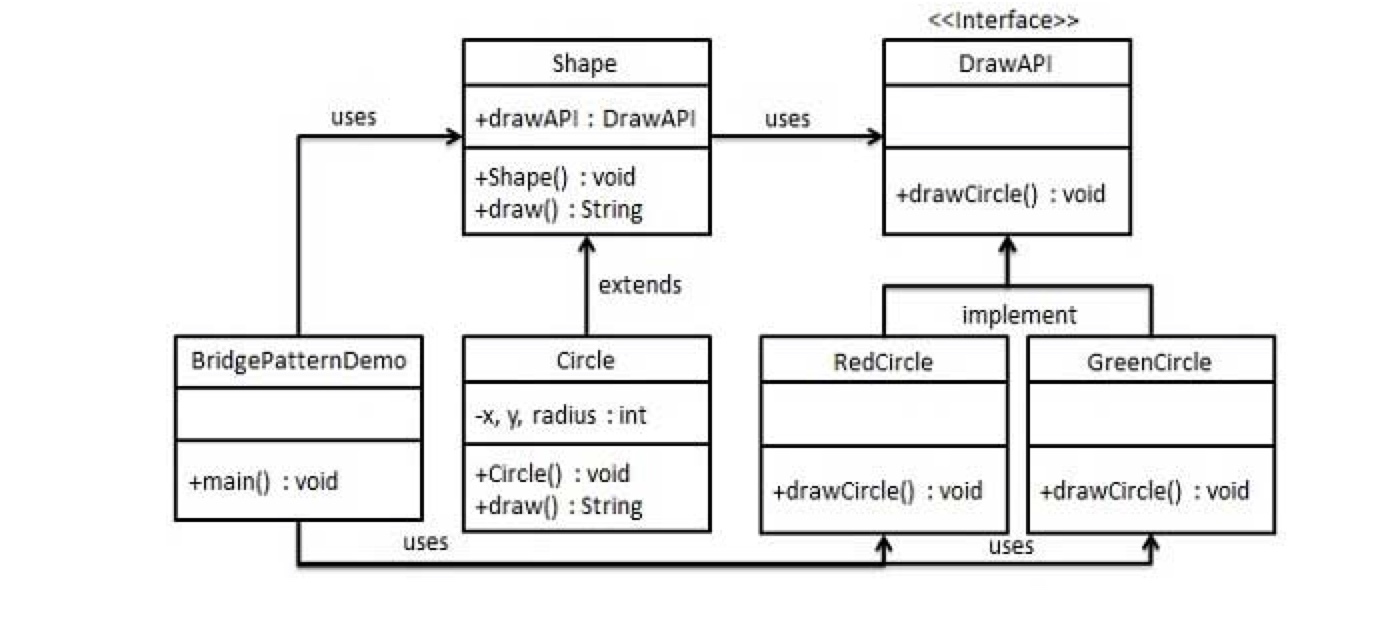 <<Interface>>
Shape
DrawAPI
uses
+drawAPI : DrawAPI
uses
+Shape() : void
+draw() : String
+drawCircle() : void
extends
implement
BridgePatternDemo
Circle
RedCircle
GreenCircle
-x, y, radius : int
+main() : void
+Circle() : void
+draw() : String
+drawCircle() : void
+drawCircle() : void
uses
uses